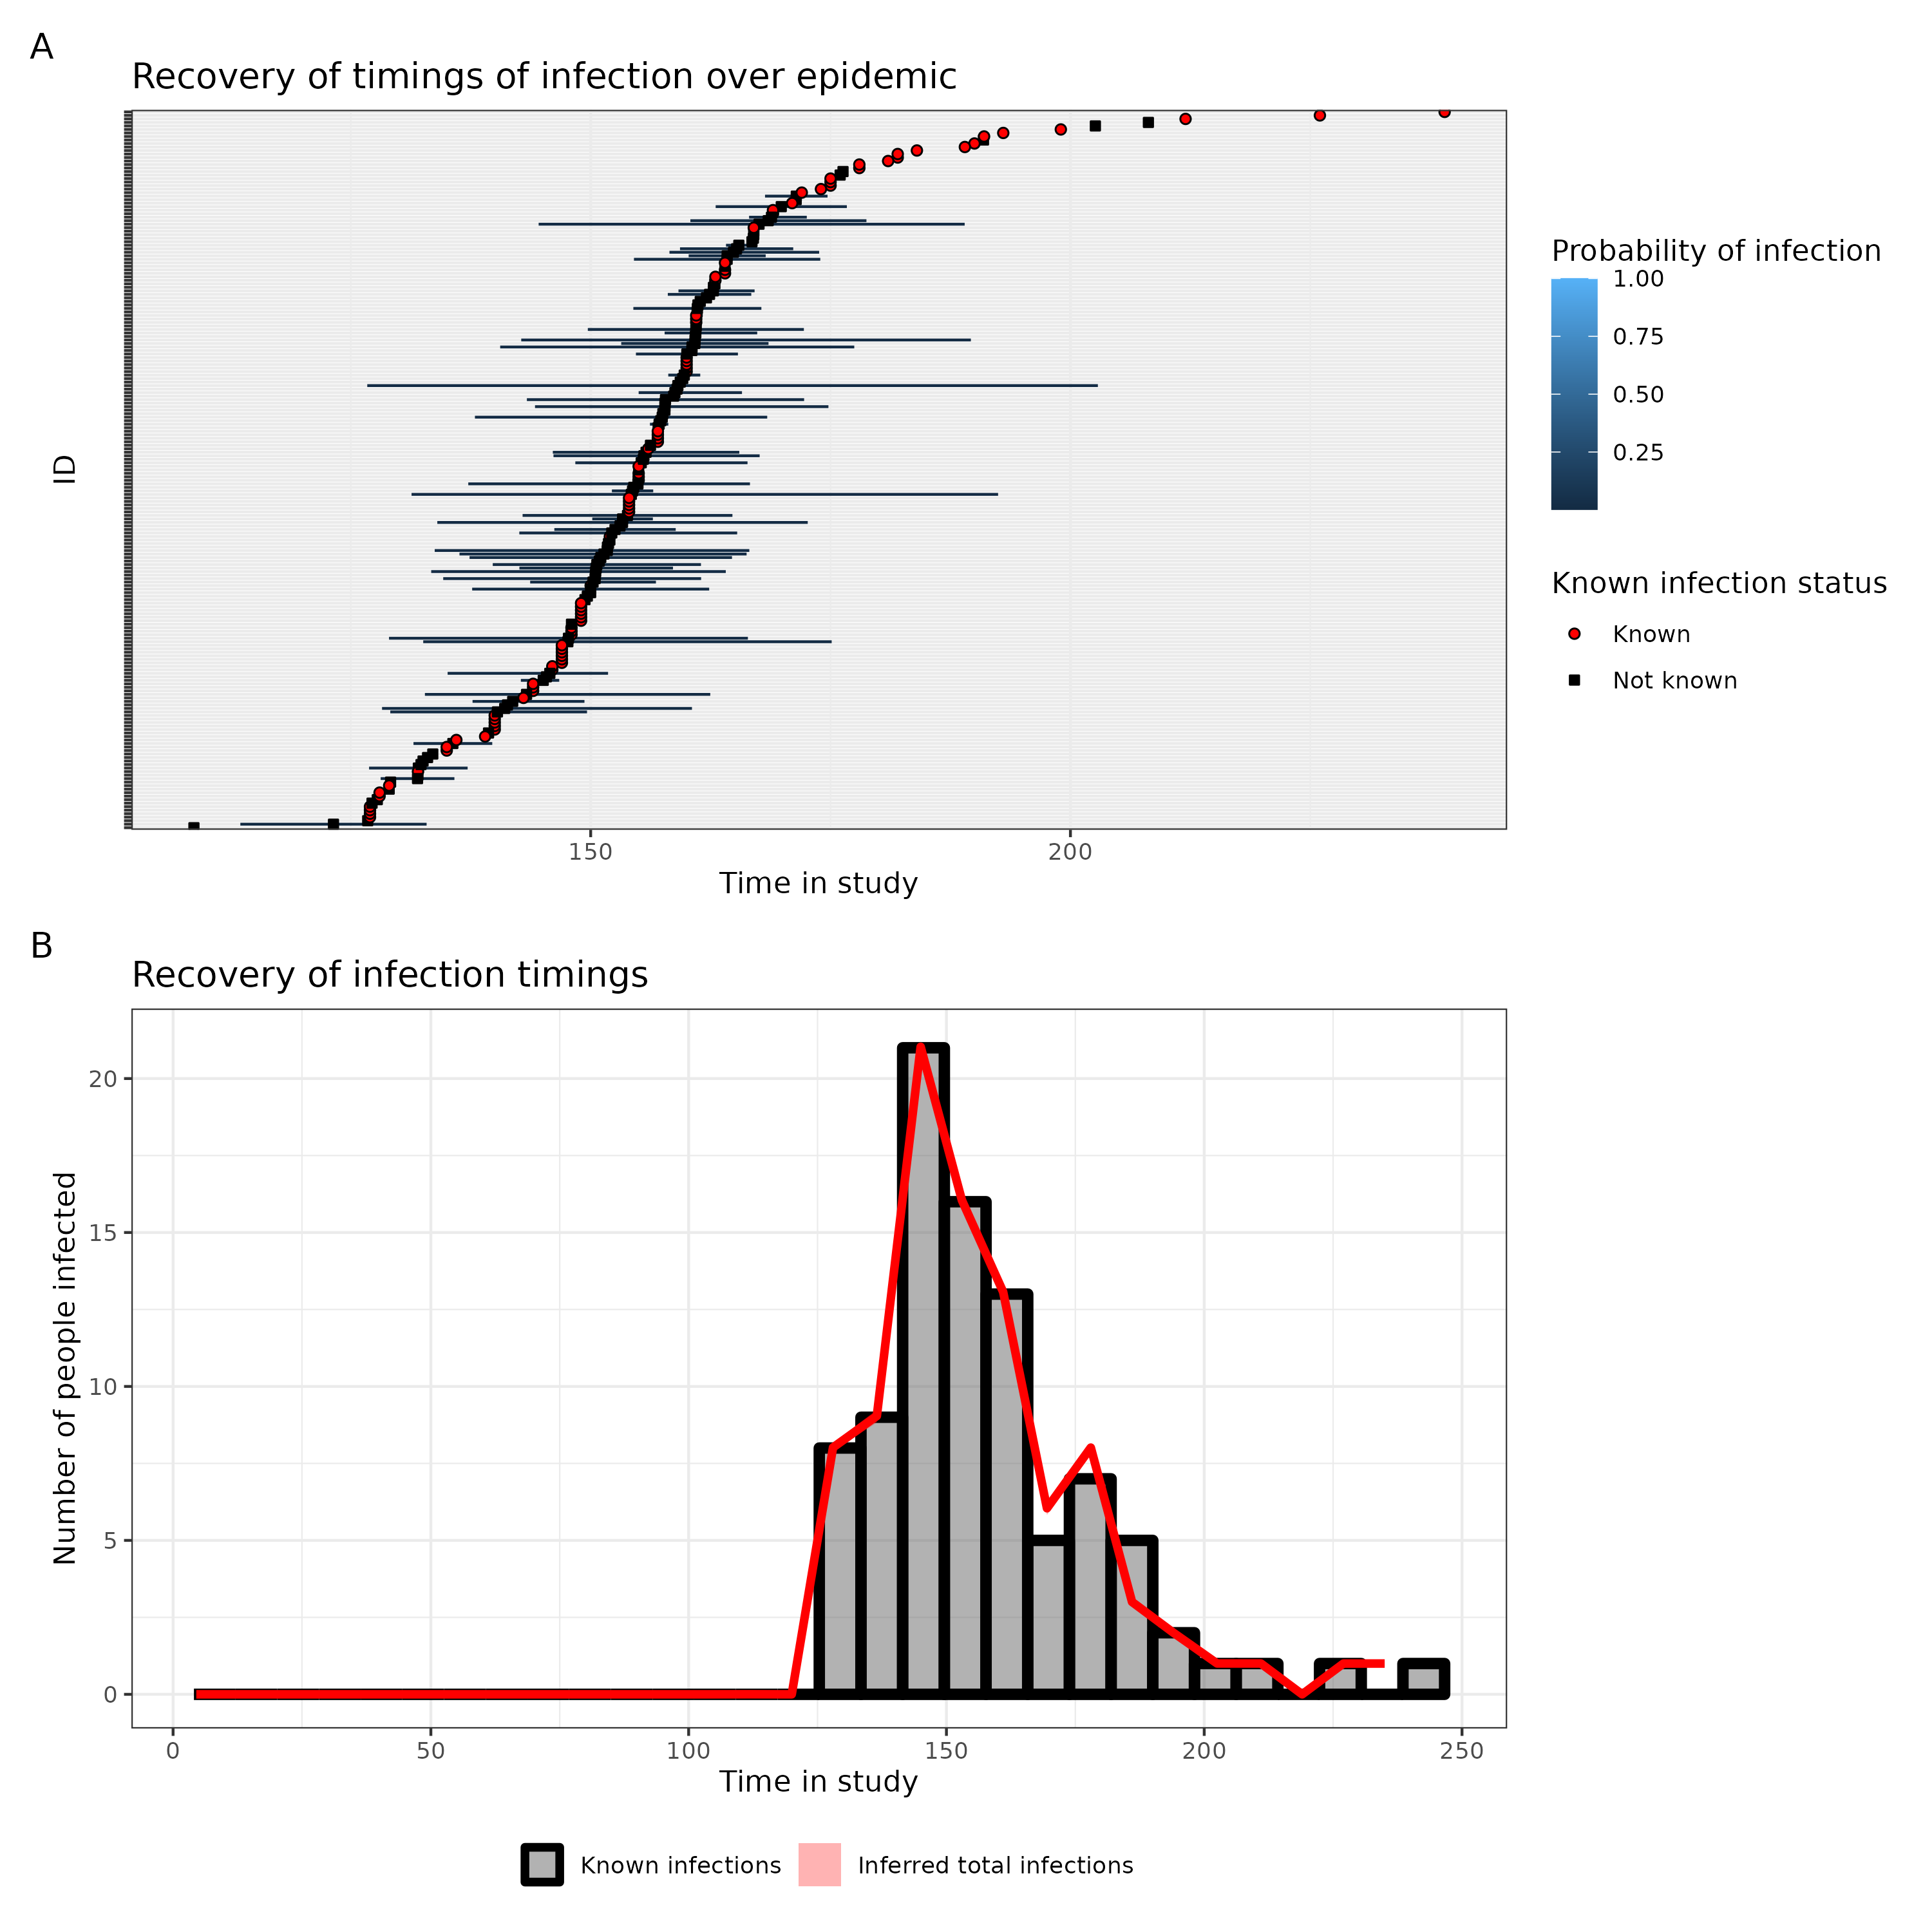 A
Recovery of timings of infection over epidemic
ID
150 200
Time in study
Probability of infection
1.00
0.75
0.50
0.25
Known infection status
Known
Not known
B
Recovery of infection timings
Number of people infected
20
15
10
5
0
0 50 100 150 200 250
Time in study
Known infections Inferred total infections